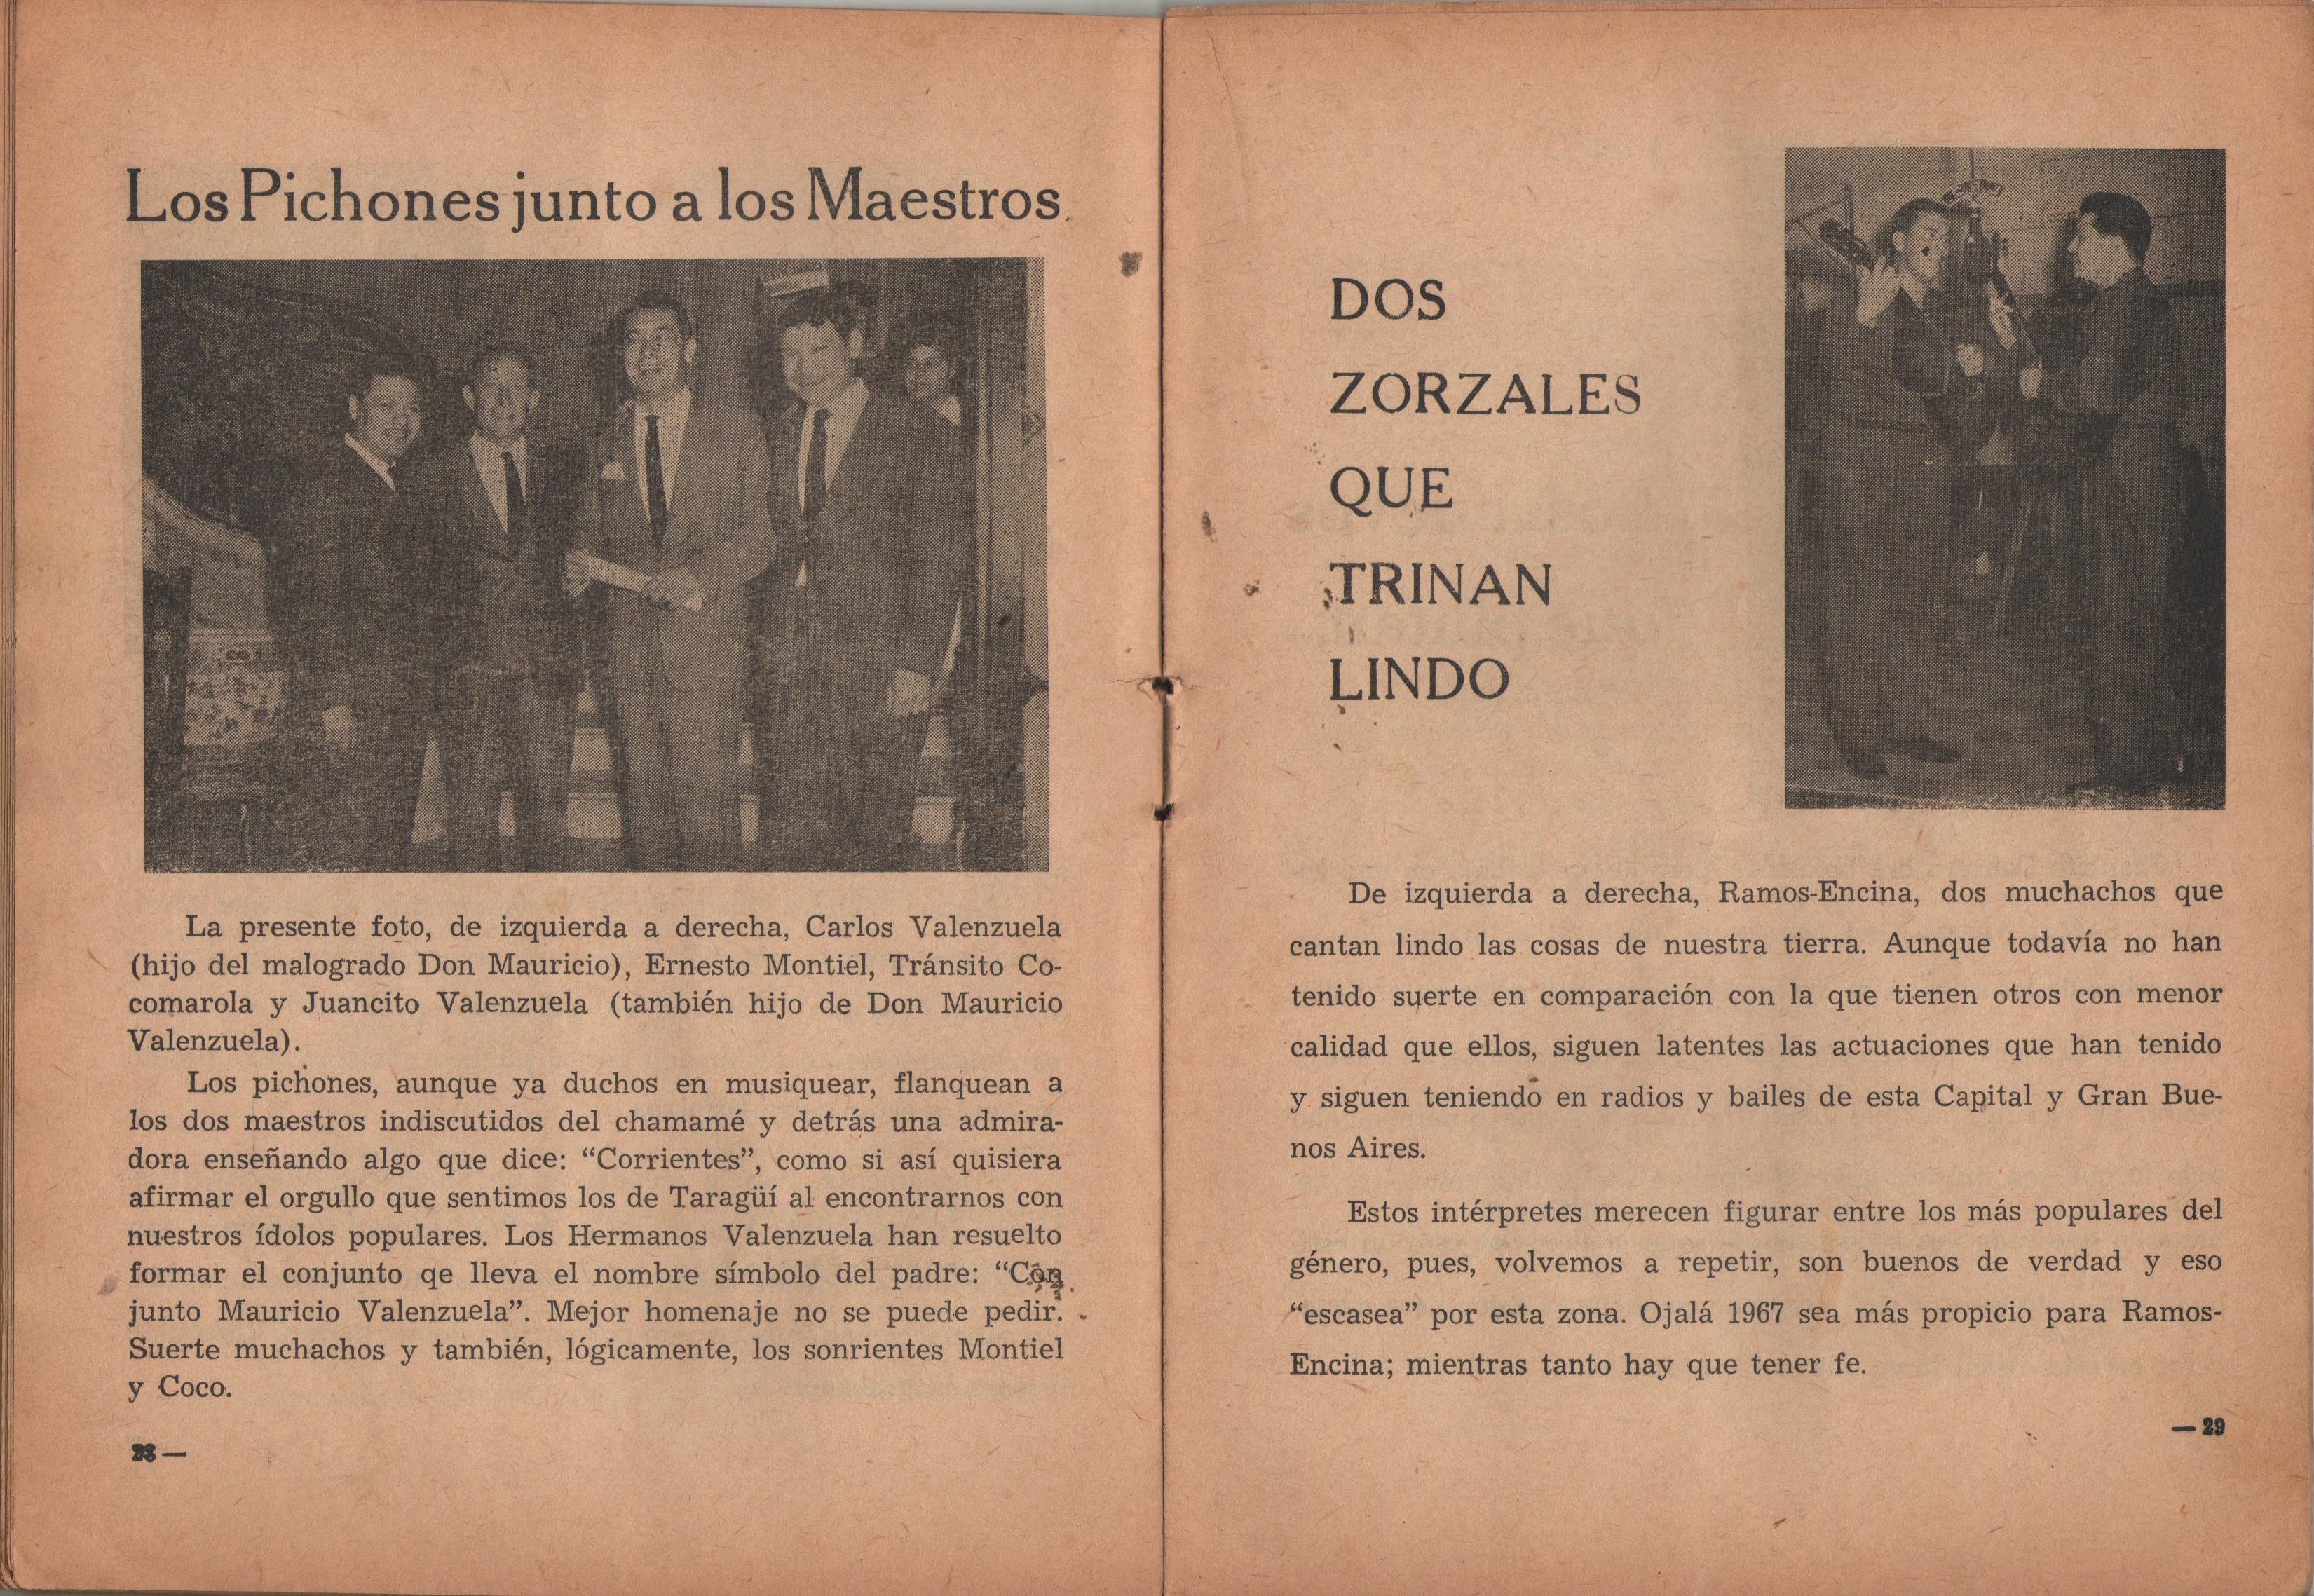 Los Pichones junto a los Maestros.
La presente foto, de izquierda a derecha, Carlos Valenzuela
(hijo del malogrado Don Mauricio), Ernesto Montiel, Tránsito Co-
comarola y Juancito Valenzuela (también hijo de Don Mauricio
Valenzuela).
Los pichones, aunque ya duchos en musiquear, flanquean a
los dos maestros indiscutidos del chamamé y detrás una admira-
dora enseñando algo que dice: “Corrientes”, como si así quisiera
afirmar el orgullo que sentimos los de Taragüí al encontrarnos con
nuestros ídolos populares. Los Hermanos Valenzuela han resuelto
formar el conjunto qe lleva el nombre símbolo del padre: “Con
junto Mauricio Valenzuela”. Mejor homenaje no se puede pedir.
Suerte muchachos y también, lógicamente, los sonrientes Montiel
y Coco.
28 —
DOS
ZORZALES
QUE
TRINAN
LINDO
De izquierda a derecha, Ramos-Encina, dos muchachos que
cantan lindo las cosas de nuestra tierra. Aunque todavía no han
tenido suerte en comparación con la que tienen otros con menor
calidad que ellos, siguen latentes las actuaciones que han tenido
y siguen teniendo en radios y bailes de esta Capital y Gran Bue-
nos Aires.
Estos intérpretes merecen figurar entre los más populares del
género, pues, volvemos a repetir, son buenos de verdad y eso
“escasea” por esta zona. Ojalá 1967 sea más propicio para Ramos-
Encina; mientras tanto hay que tener fe.
— 29